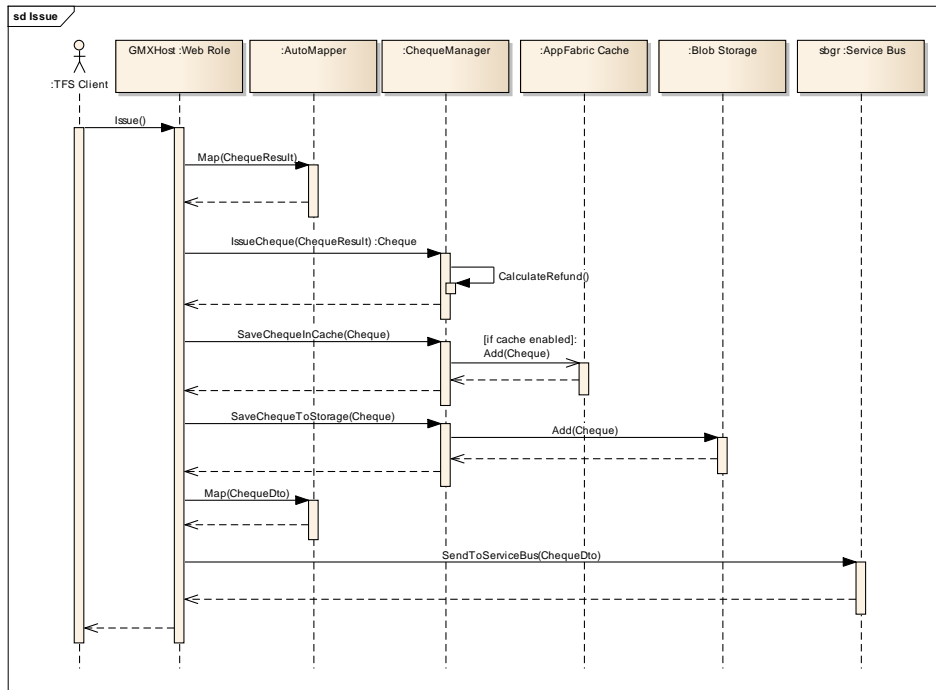 sd Issue
:TFS Client
GMXHost :Web Role
:AutoMapper
:ChequeManager
:AppFabric Cache
:Blob Storage
sbgr :Service Bus
Issue()
Map(ChequeResult)
IssueCheque(ChequeResult) :Cheque
CalculateRefund()
SaveChequeInCache(Cheque)
[if cache enabled]:
Add(Cheque)
SaveChequeToStorage(Cheque)
Add(Cheque)
Map(ChequeDto)
SendToServiceBus(ChequeDto)